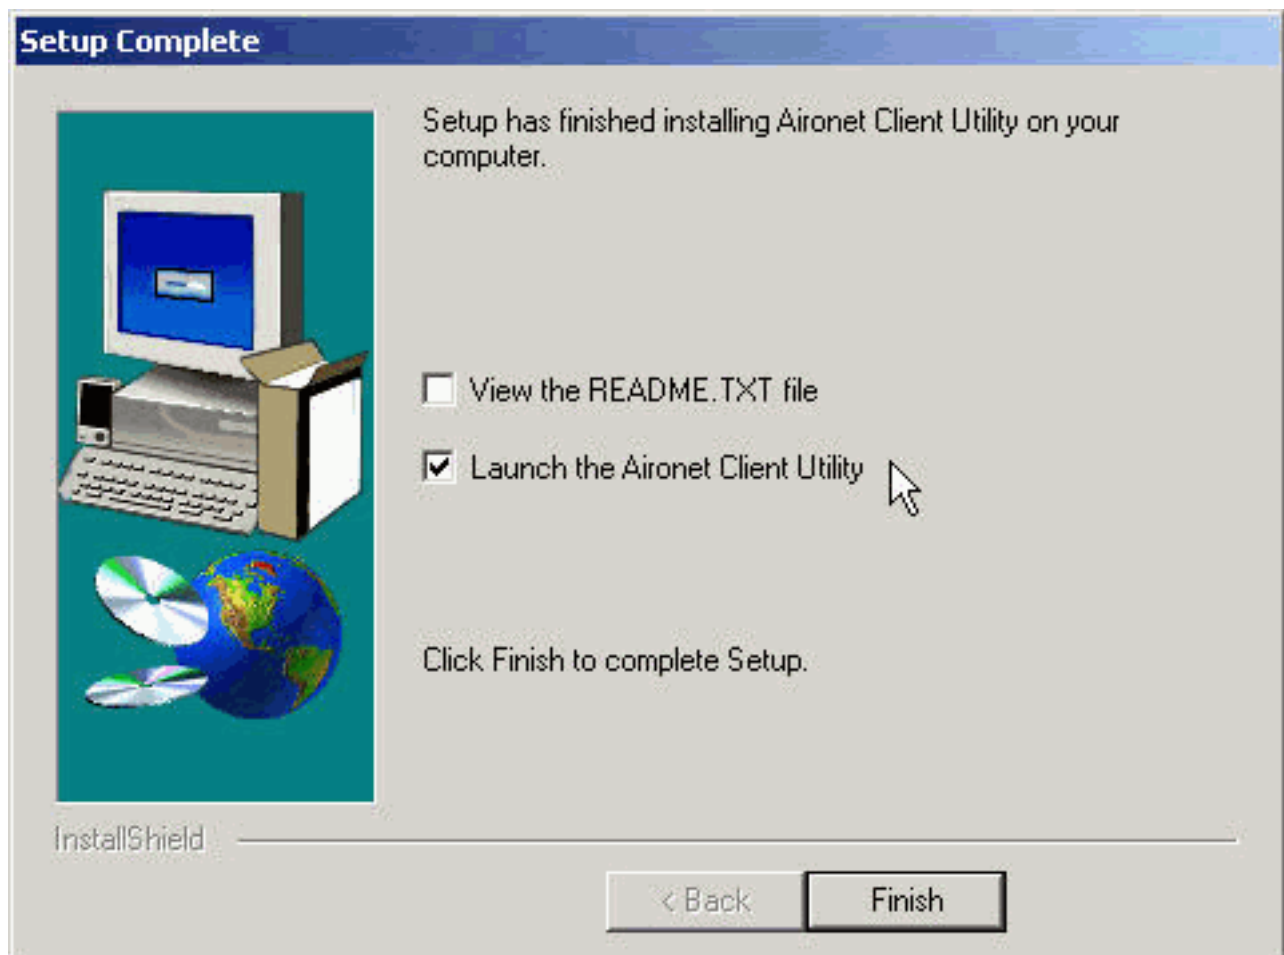 Setup Complete
Setup has finished installing Aironet Client Utility on your
computer.
View the README.TXT file
Launch the Aironet Client Utility
Click Finish to complete Setup.
InstallShield
< Back
Finish